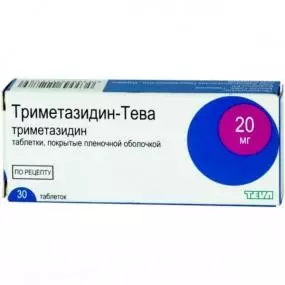 Триметазидин-Тева
триметазидин
таблетки, покрытые пленочной оболочкой
20
мг
ПО РЕЦЕПТУ
30 таблеток
TEVA